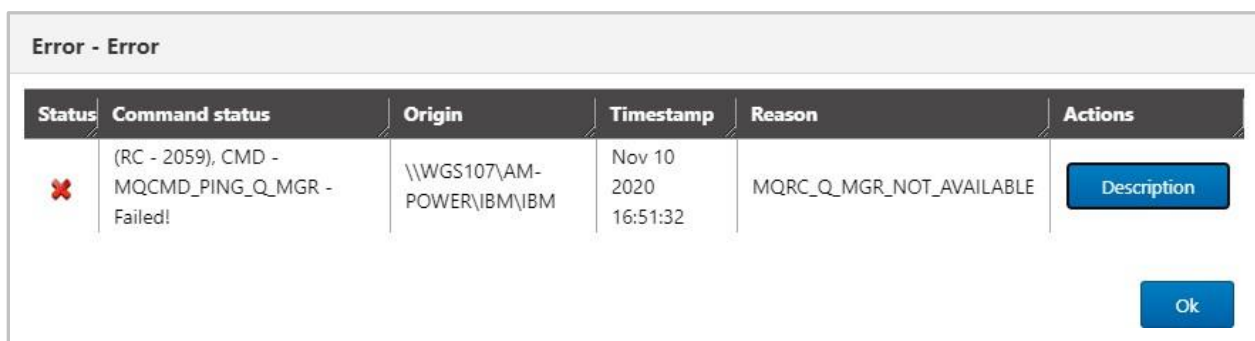 Error - Error
Status Command status Origin Timestamp Reason Actions
(RC - 2059), CMD -
MQCMD_PING_Q_MGR -
Failed!
\\WGS107\AM-
POWER\IBM\IBM
Nov 10
2020
16:51:32
MQRC_Q_MGR_NOT_AVAILABLE
Description
Ok